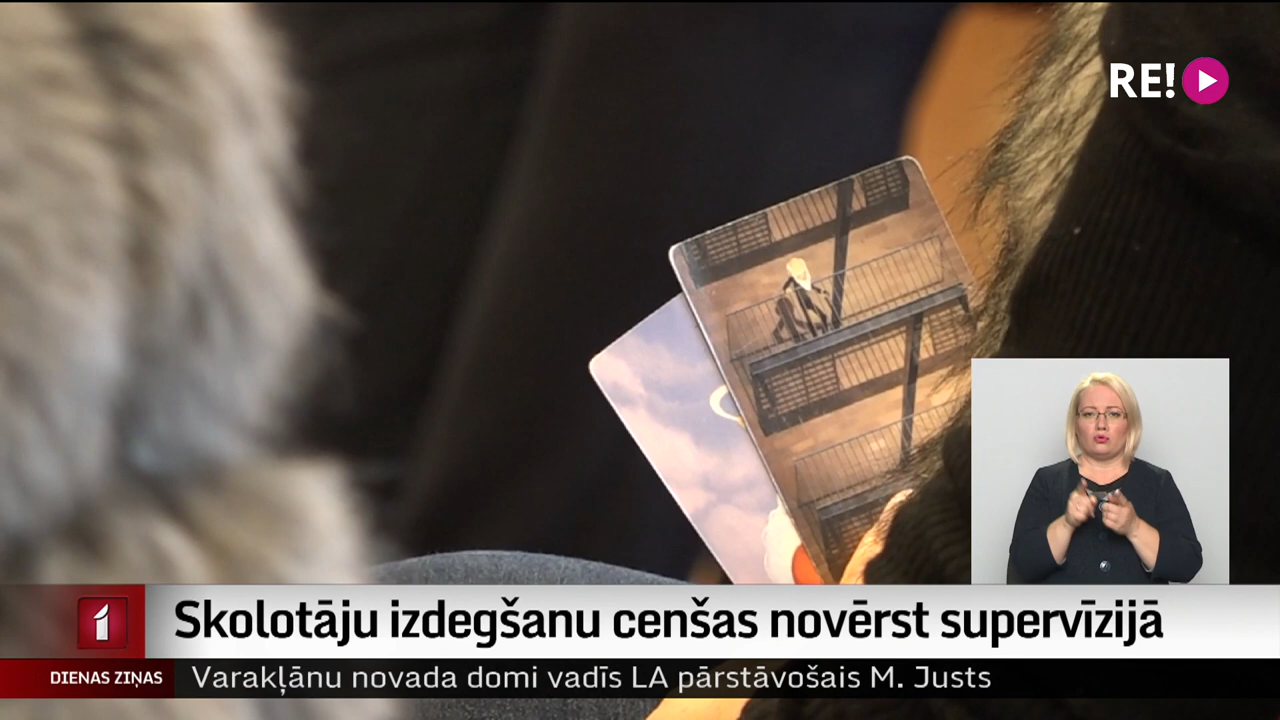 RE!
1
Skolotāju izdegšanu cenšas novērst supervīzijā
DIENAS ZIŅAS
Varakļānu novada domi vadīs LA pārstāvošais M. Justs